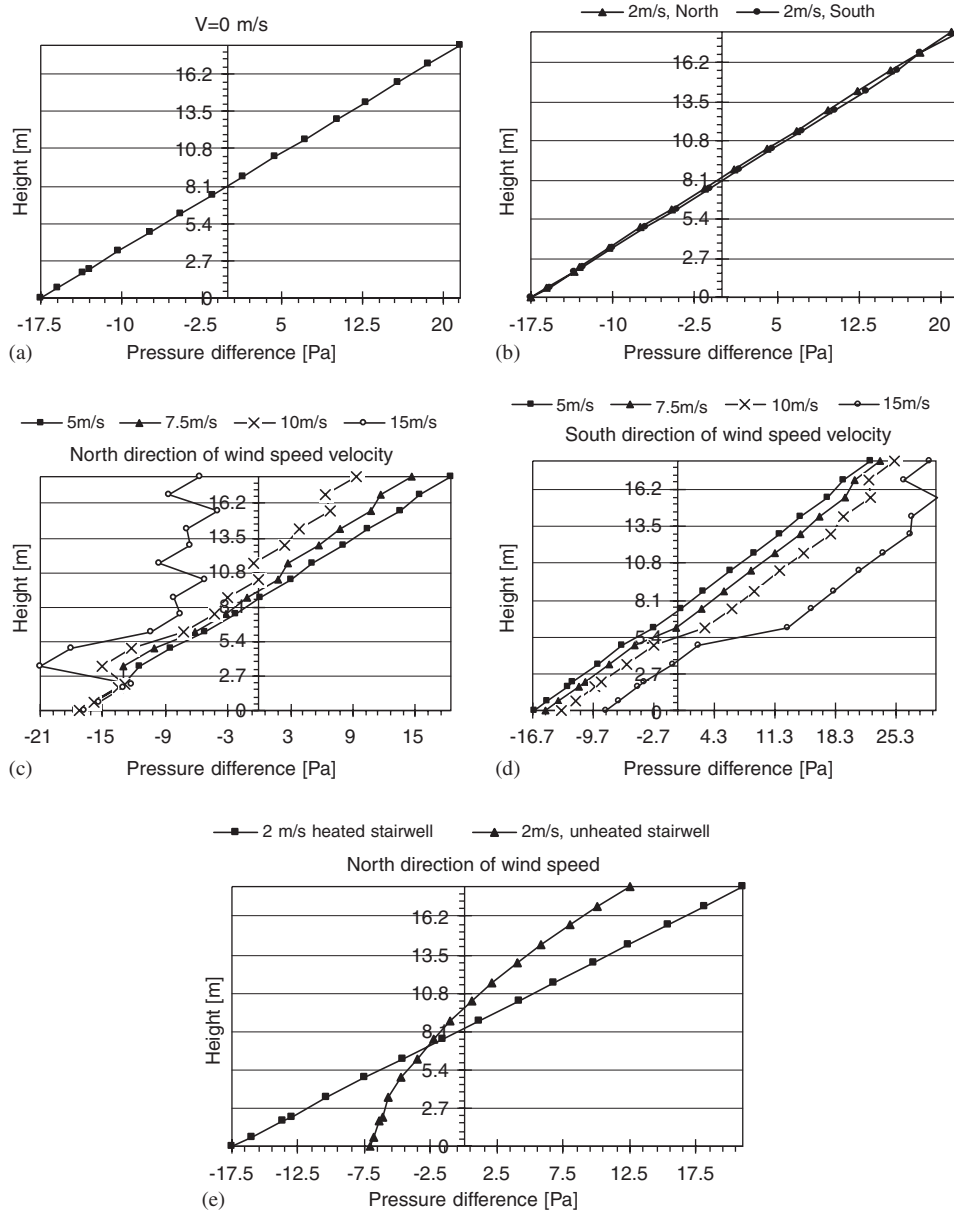 V=0 m/s
Height [m]
16.2
13.5
10.8
8.1
5.4
2.7
0
-17.5 -10 -2.5 5 12.5 20
(a) Pressure difference [Pa]
2m/s, North 2m/s, South
Height [m]
16.2
13.5
10.8
8.1
5.4
2.7
0
-17.5 -10 -2.5 5 12.5 20
(b) Pressure difference [Pa]
5m/s 7.5m/s 10m/s 15m/s
North direction of wind speed velocity
Height [m]
16.2
13.5
10.8
8.1
5.4
2.7
0
-21 -15 -9 -3 3 9 15
(c) Pressure difference [Pa]
5m/s 7.5m/s 10m/s 15m/s
South direction of wind speed velocity
Height [m]
16.2
13.5
10.8
8.1
5.4
2.7
0
-16.7 -9.7 -2.7 4.3 11.3 18.3 25.3
(d) Pressure difference [Pa]
2 m/s heated stairwell 2m/s, unheated stairwell
North direction of wind speed
Height [m]
16.2
13.5
10.8
8.1
5.4
2.7
0
-17.5 -12.5 -7.5 -2.5 2.5 7.5 12.5 17.5
(e) Pressure difference [Pa]